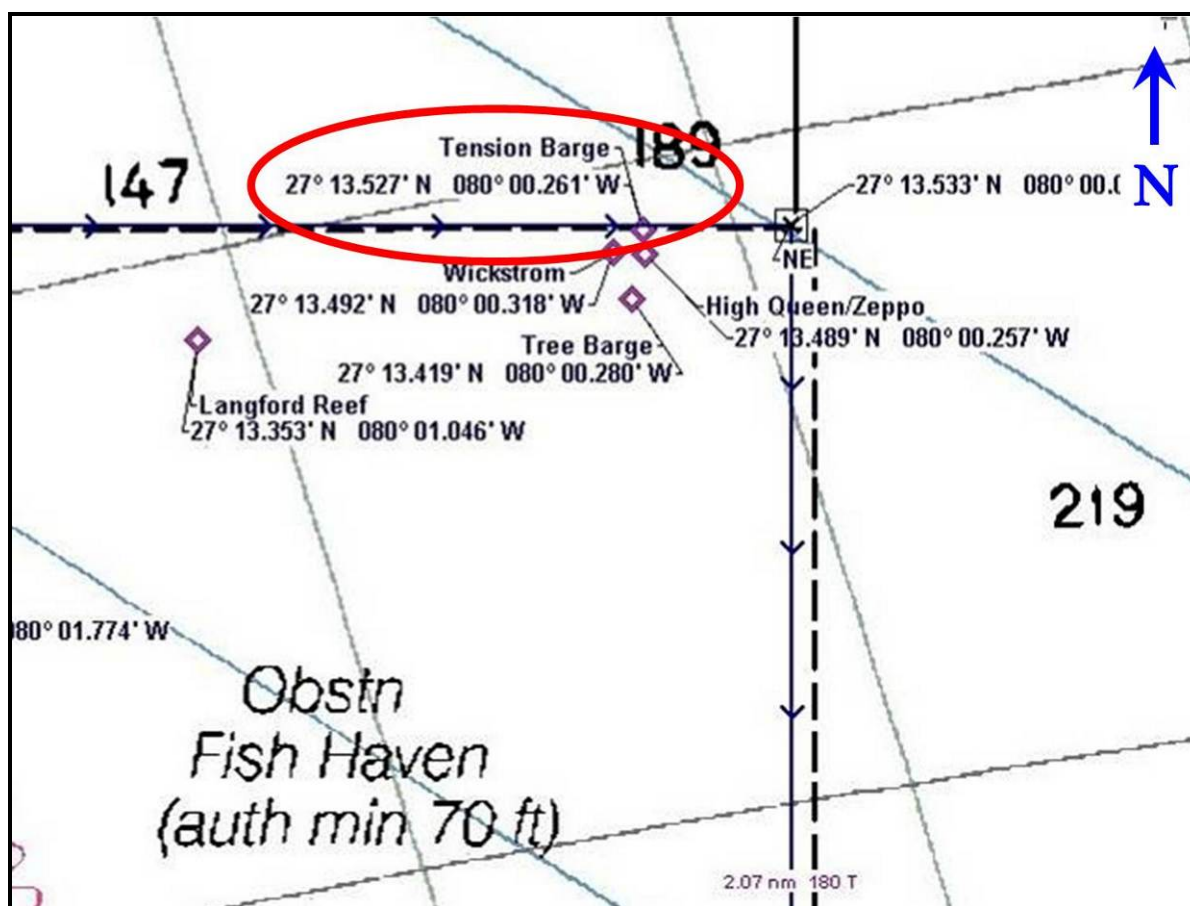 147
Tension Barge
189
27° 13.527' N 080° 00.261' W
27° 13.533' N 080° 00.
N
NE
Wickstrom
27° 13.492' N 080° 00.318' W
High Queen/Zeppo
27° 13.489' N 080° 00.257' W
Tree Barge
27° 13.419' N 080° 00.280' W
Langford Reef
27° 13.353' N 080° 01.046' W
219
80° 01.774' W
Obstn
Fish Haven
(auth min 70 ft)
2.07 nm 180 T